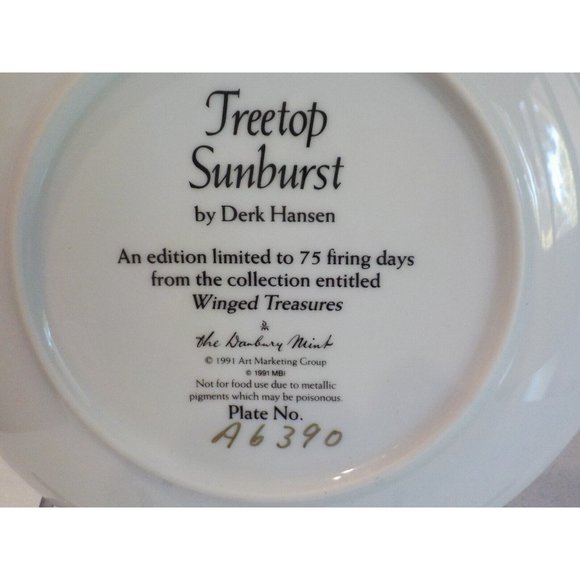 Treetop
Sunburst
by Derk Hansen
An edition limited to 75 firing days
from the collection entitled
Winged Treasures
the Danbury Mint
© 1991 Art Marketing Group
© 1991 MBI
Not for food use due to metallic
pigments which may be poisonous.
Plate No.
A6390